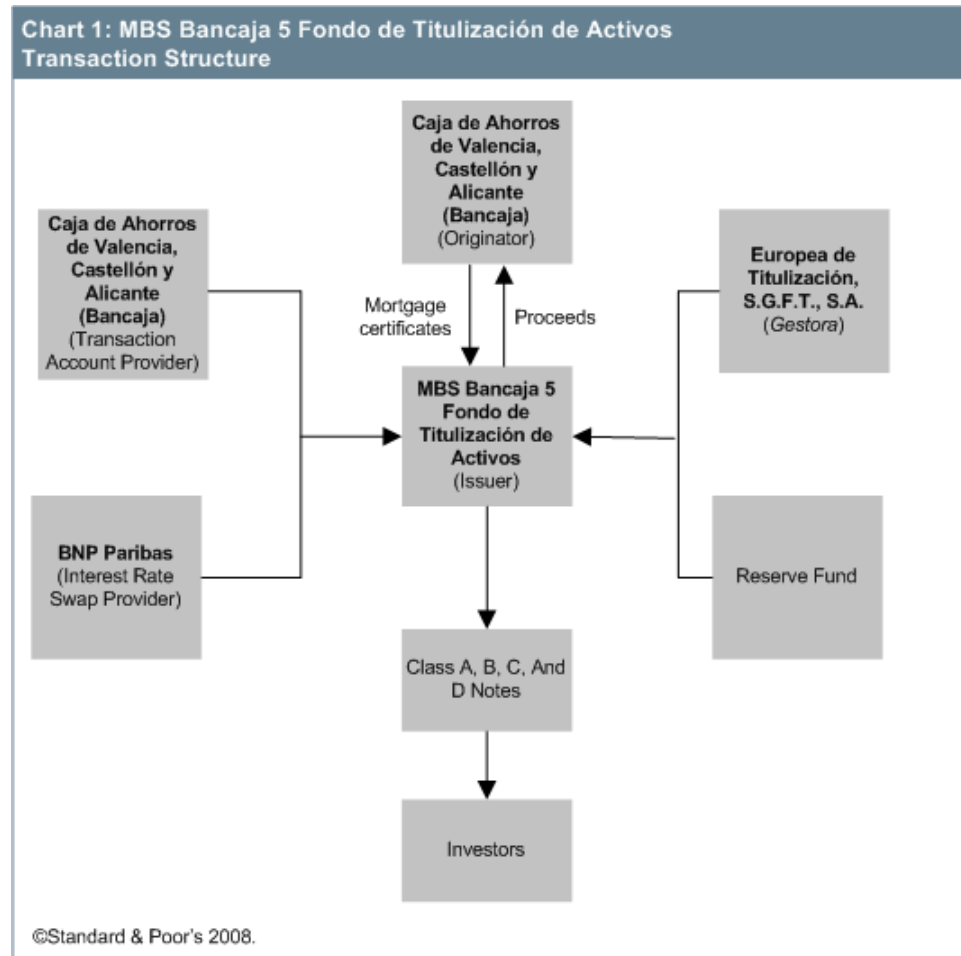 Chart 1: MBS Bancaja 5 Fondo de Titulización de Activos
Transaction Structure
Caja de Ahorros
de Valencia,
Castellón y
Alicante
(Bancaja)
(Originator)
Caja de Ahorros
de Valencia,
Castellón y
Alicante
(Bancaja)
(Transaction
Account Provider)
Europea de
Titulización,
S.G.F.T., S.A.
(Gestora)
Mortgage
certificates
Proceeds
MBS Bancaja 5
Fondo de
Titulización de
Activos
(Issuer)
BNP Paribas
(Interest Rate
Swap Provider)
Reserve Fund
Class A, B, C, And
D Notes
Investors
©Standard & Poor's 2008.